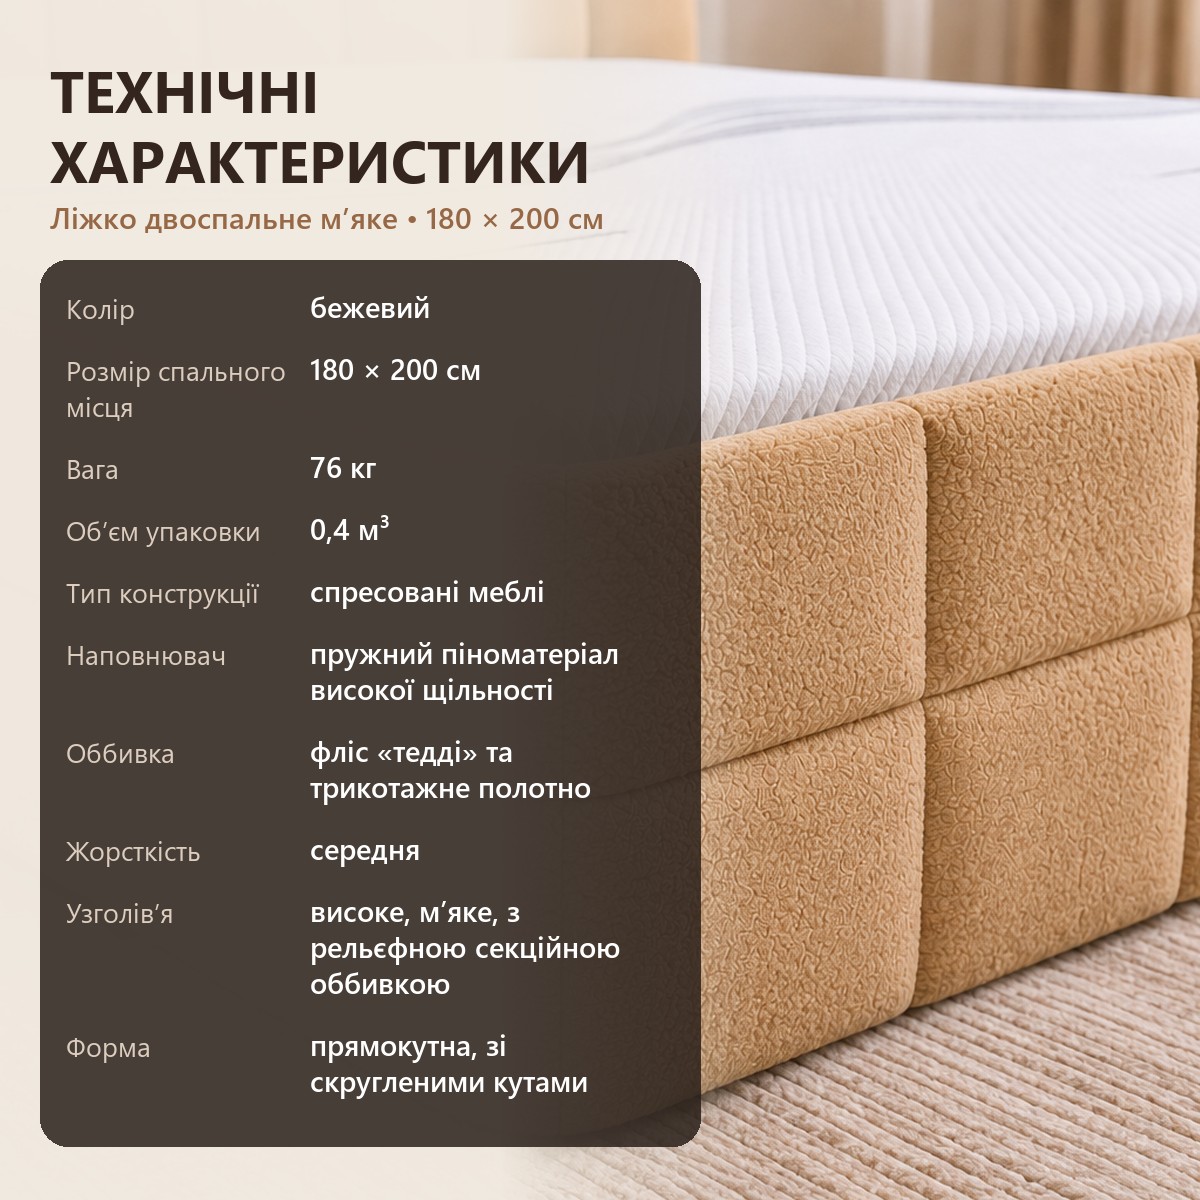 ТЕХНІЧНІ
ХАРАКТЕРИСТИКИ
Ліжко двоспальне м’яке • 180 × 200 см
Колір бежевий
Розмір спального 180 × 200 см
місця
Вага 76 кг
Об’єм упаковки 0,4 м³
Тип конструкції спресовані меблі
Наповнювач пружний піноматеріал
високої щільності
Оббивка фліс «тедді» та
трикотажне полотно
Жорсткість середня
Узголів’я високе, м’яке, з
рельєфною секційною
оббивкою
Форма прямокутна, зі
скругленими кутами